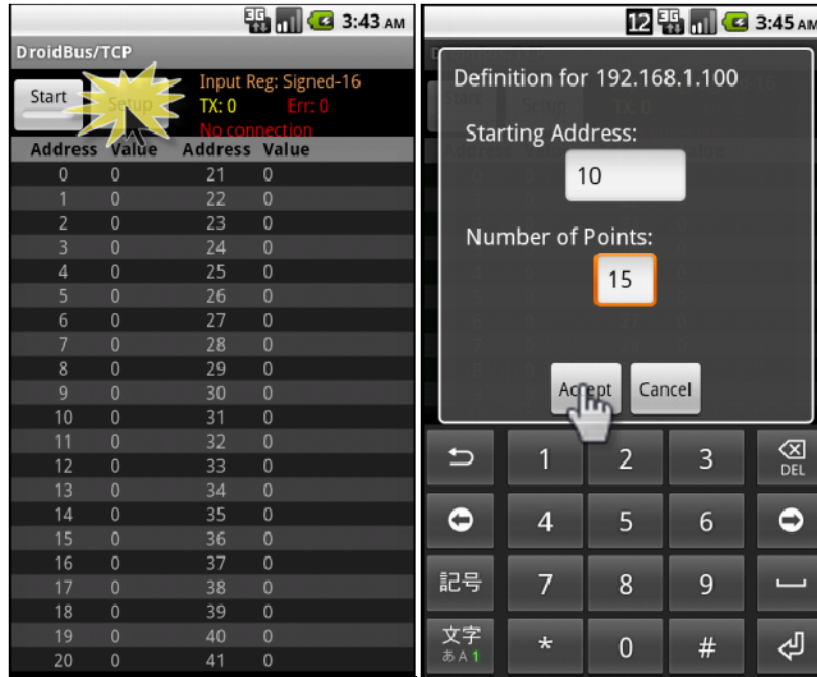 3G 3:43 AM
DroidBus/TCP
Start Setup Input Reg: Signed-16
TX: 0 Err: 0
No connection
Address Value Address Value
0 0 21 0
1 0 22 0
2 0 23 0
3 0 24 0
4 0 25 0
5 0 26 0
6 0 27 0
7 0 28 0
8 0 29 0
9 0 30 0
10 0 31 0
11 0 32 0
12 0 33 0
13 0 34 0
14 0 35 0
15 0 36 0
16 0 37 0
17 0 38 0
18 0 39 0
19 0 40 0
20 0 41 0
12 3G 3:45 AM
Definition for 192.168.1.100
Starting Address:
10
Number of Points:
15
Accept Cancel
1 2 3 DEL
4 5 6
記号 7 8 9
文字 * 0 #
あA1